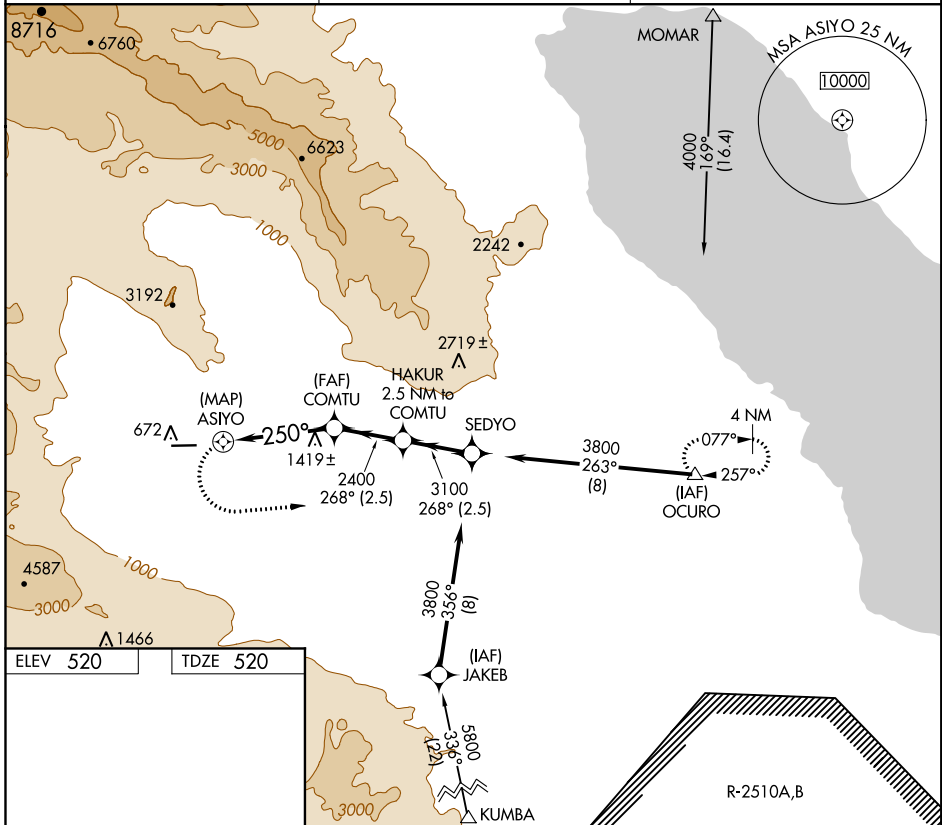 8716
6760
5000
6623
3000
1000
2242
3192
2719 ±
MOMAR
4000
169°
(16.4)
MSA ASIYO 25 NM
10000
(MAP)
ASIYO
672
250°
(FAF)
COMTU
1419 ±
HAKUR
2.5 NM to
COMTU
SEDYO
2400
268° (2.5)
3100
268° (2.5)
3800
263°
(8)
4 NM
077°
257°
(IAF)
OCURO
4587
3000
1000
1466
3800
356°
(8)
(IAF)
JAKEB
5800
336°
(22)
KUMBA
3000
ELEV 520
TDZE 520
R-2510A,B